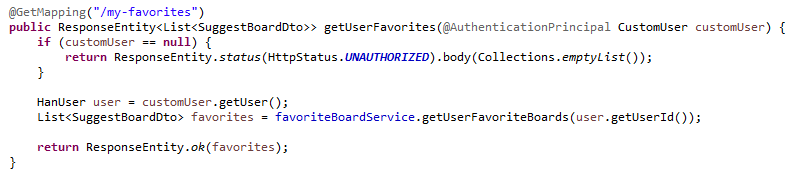 @GetMapping("/my-favorites")
public ResponseEntity<List<SuggestBoardDto>> getUserFavorites(@AuthenticationPrincipal CustomUser customUser) {
    if (customUser == null) {
        return ResponseEntity.status(HttpStatus.UNAUTHORIZED).body(Collections.emptyList());
    }

    HanUser user = customUser.getUser();
    List<SuggestBoardDto> favorites = favoriteBoardService.getUserFavoriteBoards(user.getUserId());

    return ResponseEntity.ok(favorites);
}